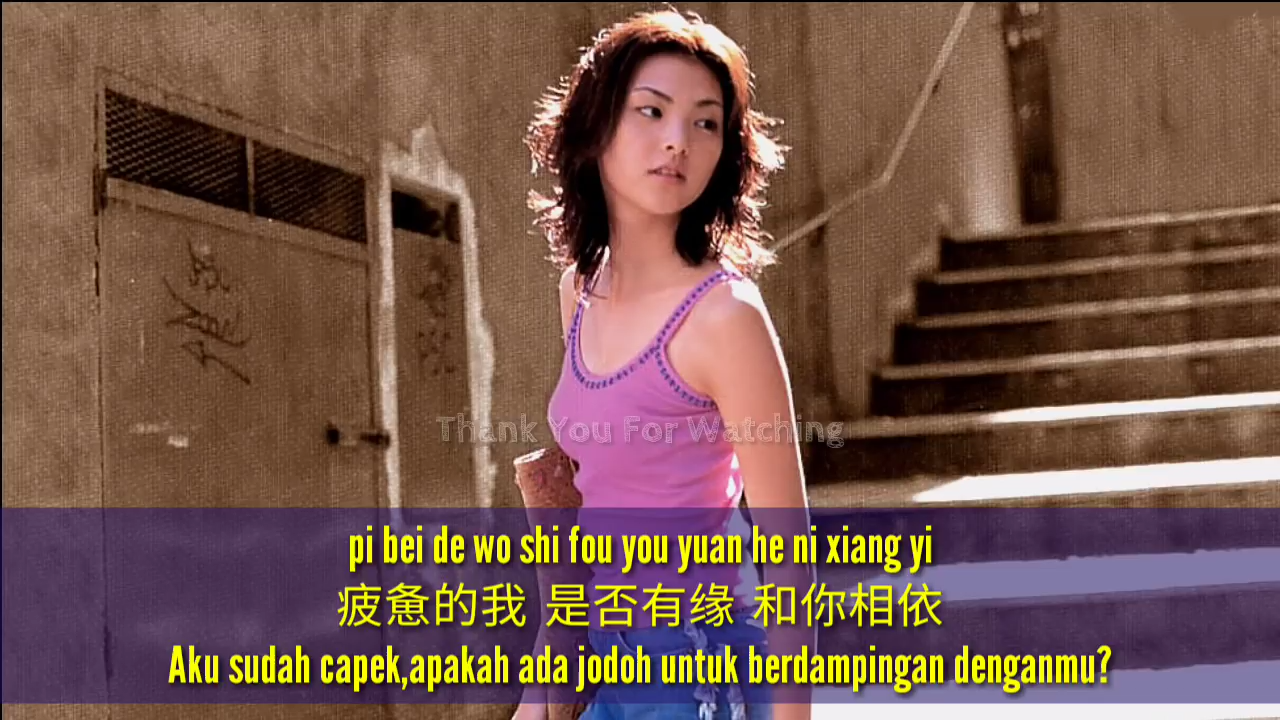 Thank You For Watching
pi bei de wo shi fou you yuan he ni xiang yi
疲惫的我 是否有缘 和你相依
Aku sudah capek,apakah ada jodoh untuk berdampingan denganmu?